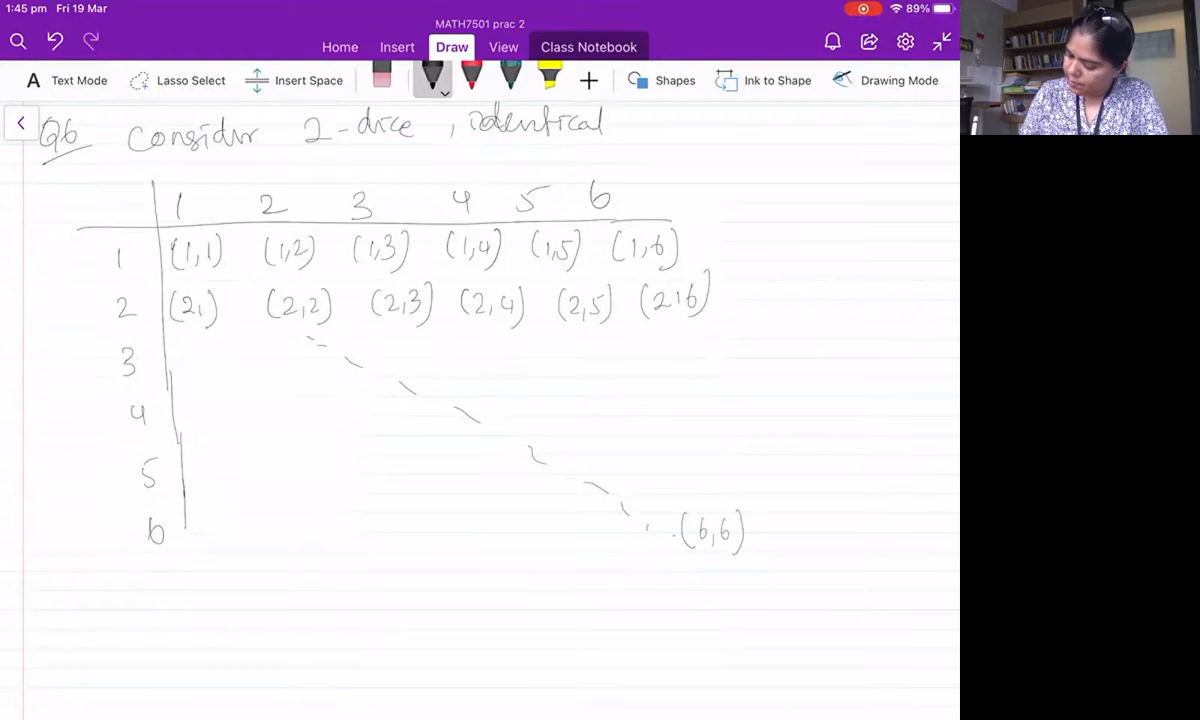 1:45 pm Fri 19 Mar
89%
MATH7501 prac 2
Home Insert Draw View Class Notebook
A Text Mode Lasso Select Insert Space Shapes Ink to Shape Drawing Mode
Q6 Consider 2-dice, identical
1 2 3 4 5 6
1 (1,1) (1,2) (1,3) (1,4) (1,5) (1,6)
2 (2,1) (2,2) (2,3) (2,4) (2,5) (2,6)
3
4
5
6 (6,6)